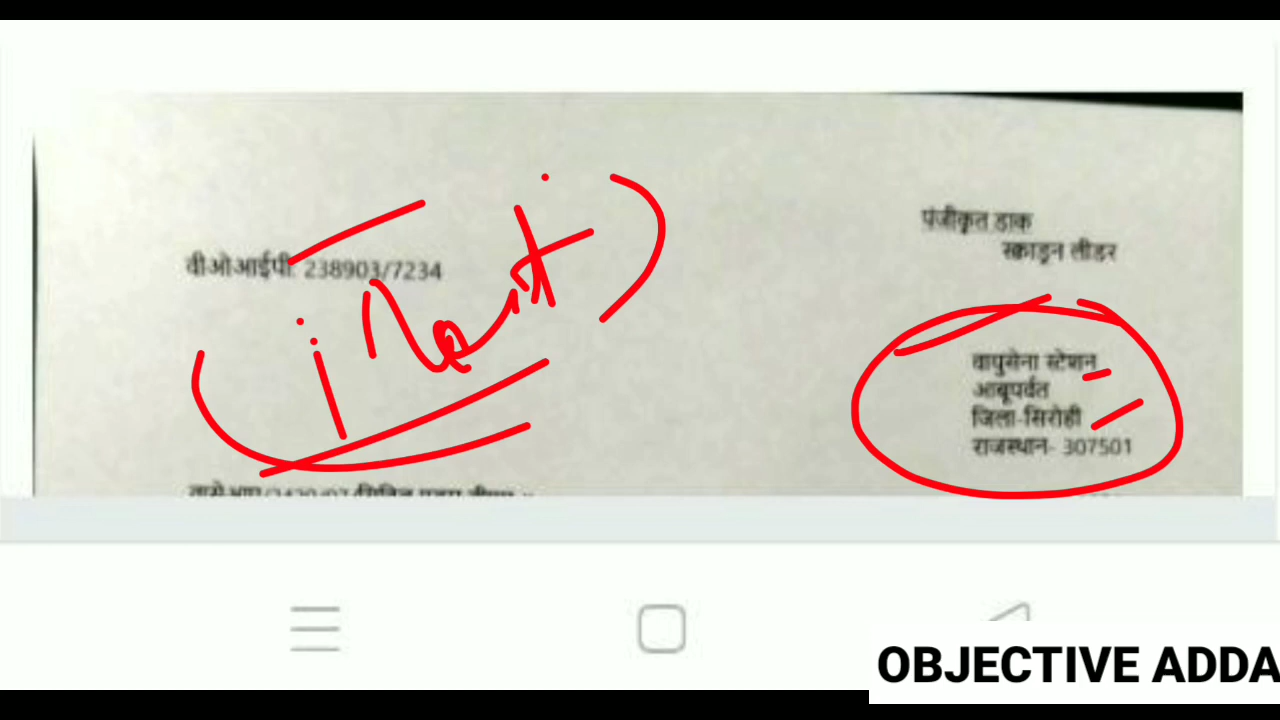 पंजीकृत डाक
स्क्वाड्रन लीडर
वीओआईपी: 238903/7234
वायुसेना स्टेशन
आबूपर्वत
जिला-सिरोही
राजस्थान- 307501
OBJECTIVE ADDA